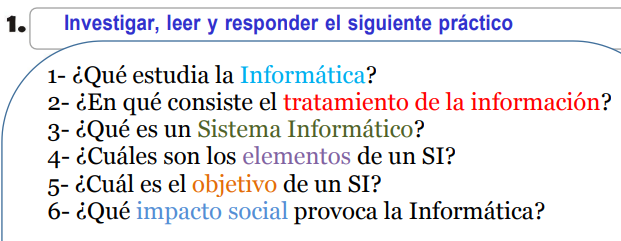 1. Investigar, leer y responder el siguiente práctico
1- ¿Qué estudia la Informática?
2- ¿En qué consiste el tratamiento de la información?
3- ¿Qué es un Sistema Informático?
4- ¿Cuáles son los elementos de un SI?
5- ¿Cuál es el objetivo de un SI?
6- ¿Qué impacto social provoca la Informática?